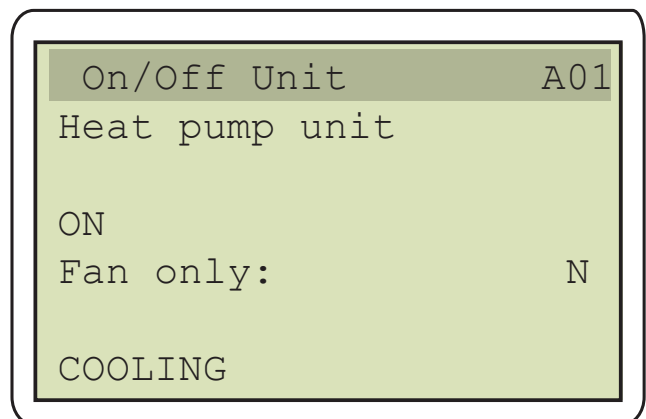 On/Off Unit A01
Heat pump unit
ON
Fan only: N
COOLING